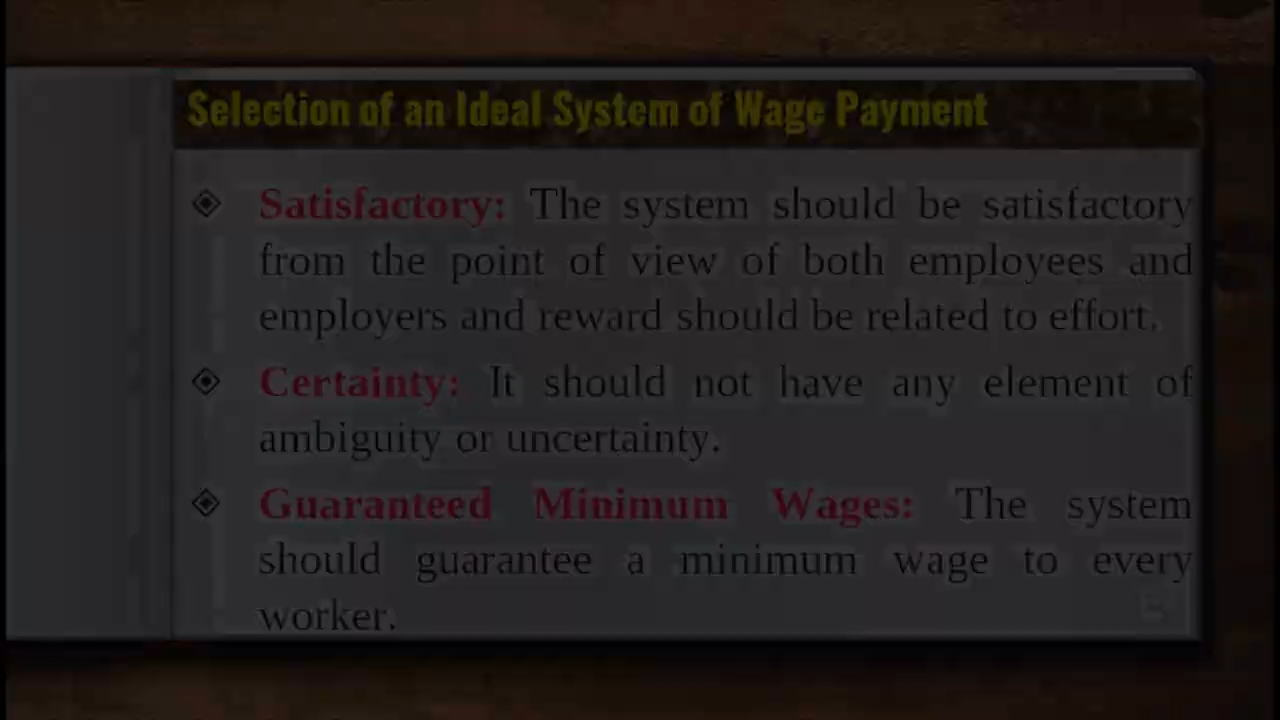 Selection of an Ideal System of Wage Payment
Satisfactory: The system should be satisfactory
from the point of view of both employees and
employers and reward should be related to effort.
Certainty: It should not have any element of
ambiguity or uncertainty.
Guaranteed Minimum Wages: The system
should guarantee a minimum wage to every
worker.